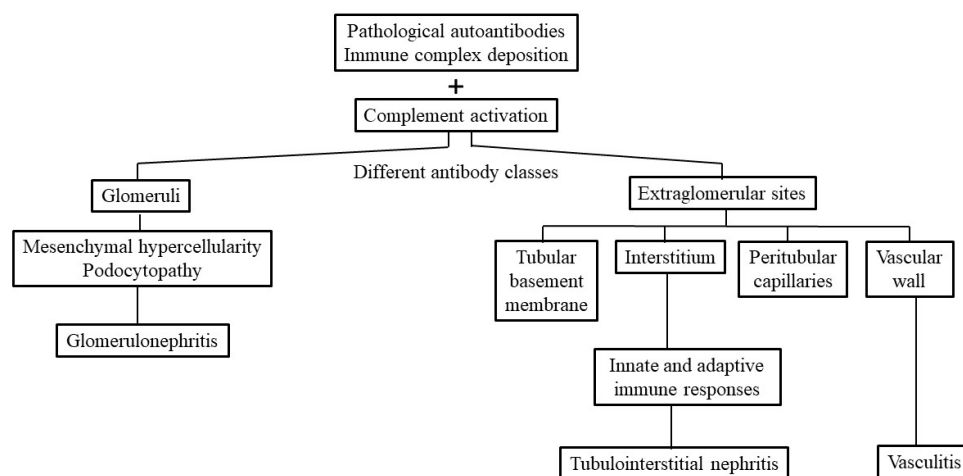 Pathological autoantibodies
Immune complex deposition
+
Complement activation
Different antibody classes
Glomeruli
Extraglomerular sites
Mesenchymal hypercellularity
Podocytopathy
Tubular
basement
membrane
Interstitium
Peritubular
capillaries
Vascular
wall
Glomerulonephritis
Innate and adaptive
immune responses
Tubulointerstitial nephritis
Vasculitis